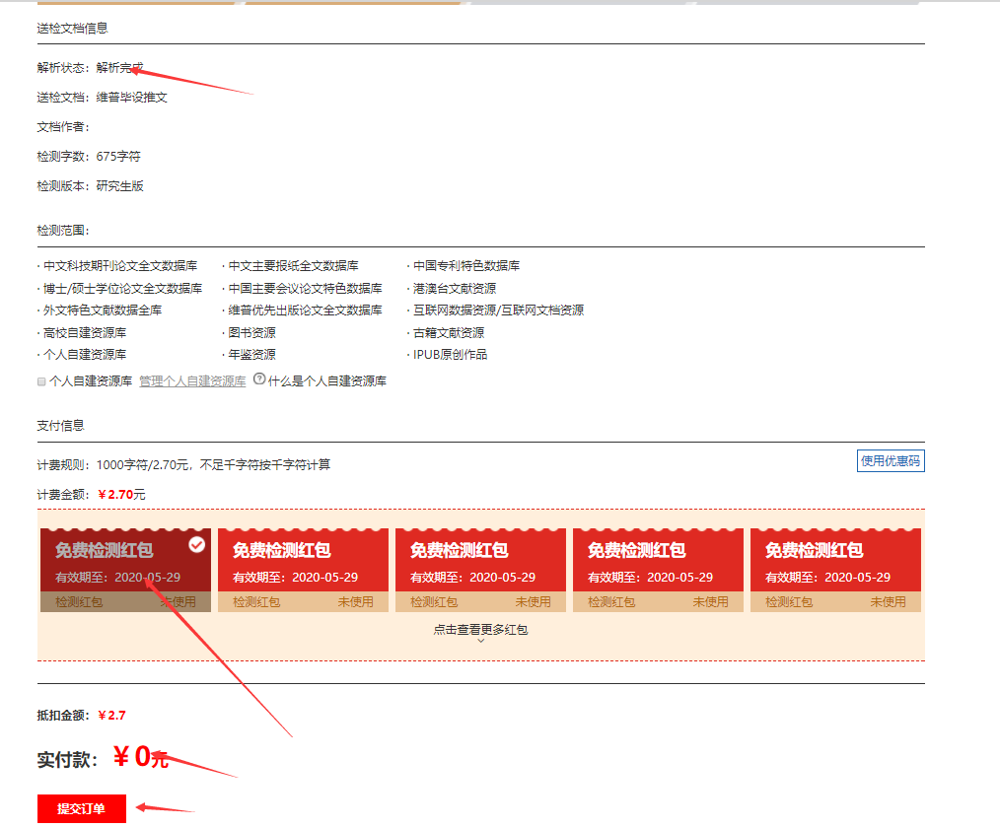 送检文档信息
解析状态：解析完成
送检文档：维普毕设推文
文档作者：
检测字数：675字符
检测版本：研究生版
检测范围：
· 中文科技期刊论文全文数据库 · 中文主要报纸全文数据库 · 中国专利特色数据库
· 博士/硕士学位论文全文数据库 · 中国主要会议论文特色数据库 · 港澳台文献资源
· 外文特色文献数据全库 · 维普优先出版论文全文数据库 · 互联网数据资源/互联网文档资源
· 高校自建资源库 · 图书资源 · 古籍文献资源
· 个人自建资源库 · 年鉴资源 · IPUB原创作品
个人自建资源库 管理个人自建资源库 ? 什么是个人自建资源库
支付信息
计费规则：1000字符/2.70元，不足千字符按千字符计算 使用优惠码
计费金额：￥2.70元
免费检测红包 免费检测红包 免费检测红包 免费检测红包 免费检测红包
有效期至：2020-05-29 有效期至：2020-05-29 有效期至：2020-05-29 有效期至：2020-05-29 有效期至：2020-05-29
检测红包 未使用 检测红包 未使用 检测红包 未使用 检测红包 未使用 检测红包 未使用
点击查看更多红包
抵扣金额：￥2.7
实付款：￥0元
提交订单